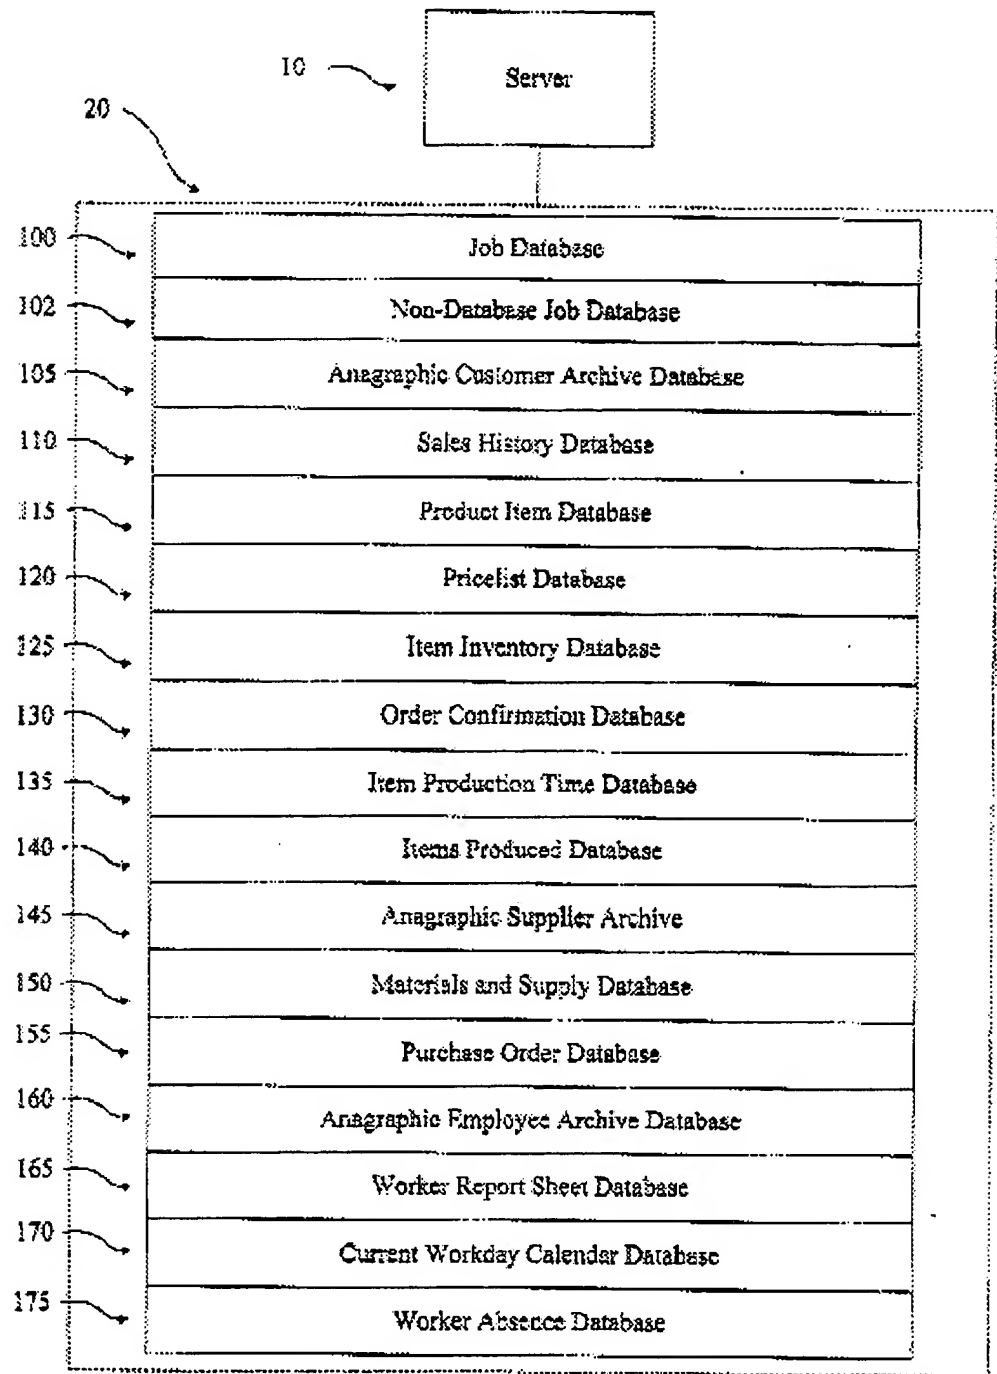 10 Server
20
100 Job Database
102 Non-Database Job Database
105 Anagraphic Customer Archive Database
110 Sales History Database
115 Product Item Database
120 Pricelist Database
125 Item Inventory Database
130 Order Confirmation Database
135 Item Production Time Database
140 Items Produced Database
145 Anagraphic Supplier Archive
150 Materials and Supply Database
155 Purchase Order Database
160 Anagraphic Employee Archive Database
165 Worker Report Sheet Database
170 Current Workday Calendar Database
175 Worker Absence Database